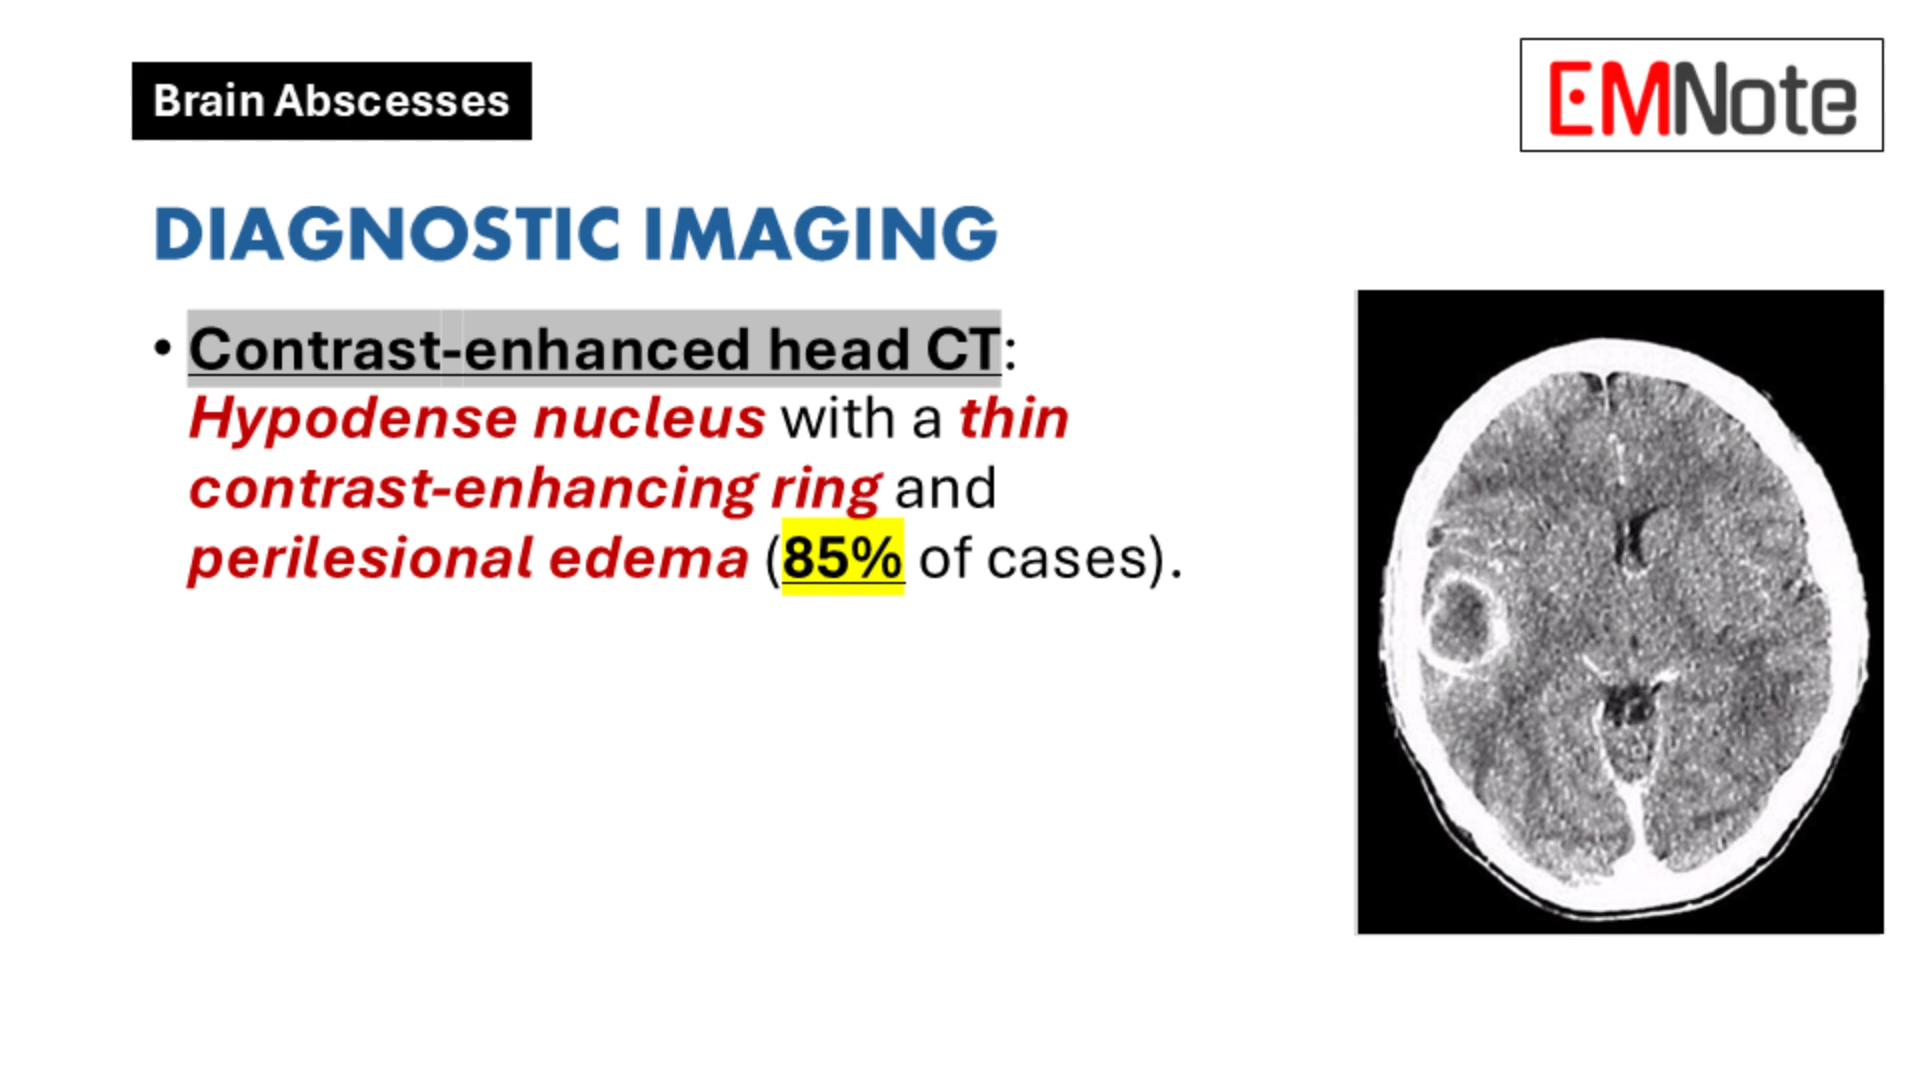 Brain Abscesses
EMNote
DIAGNOSTIC IMAGING
• Contrast-enhanced head CT:
Hypodense nucleus with a thin
contrast-enhancing ring and
perilesional edema (85% of cases).